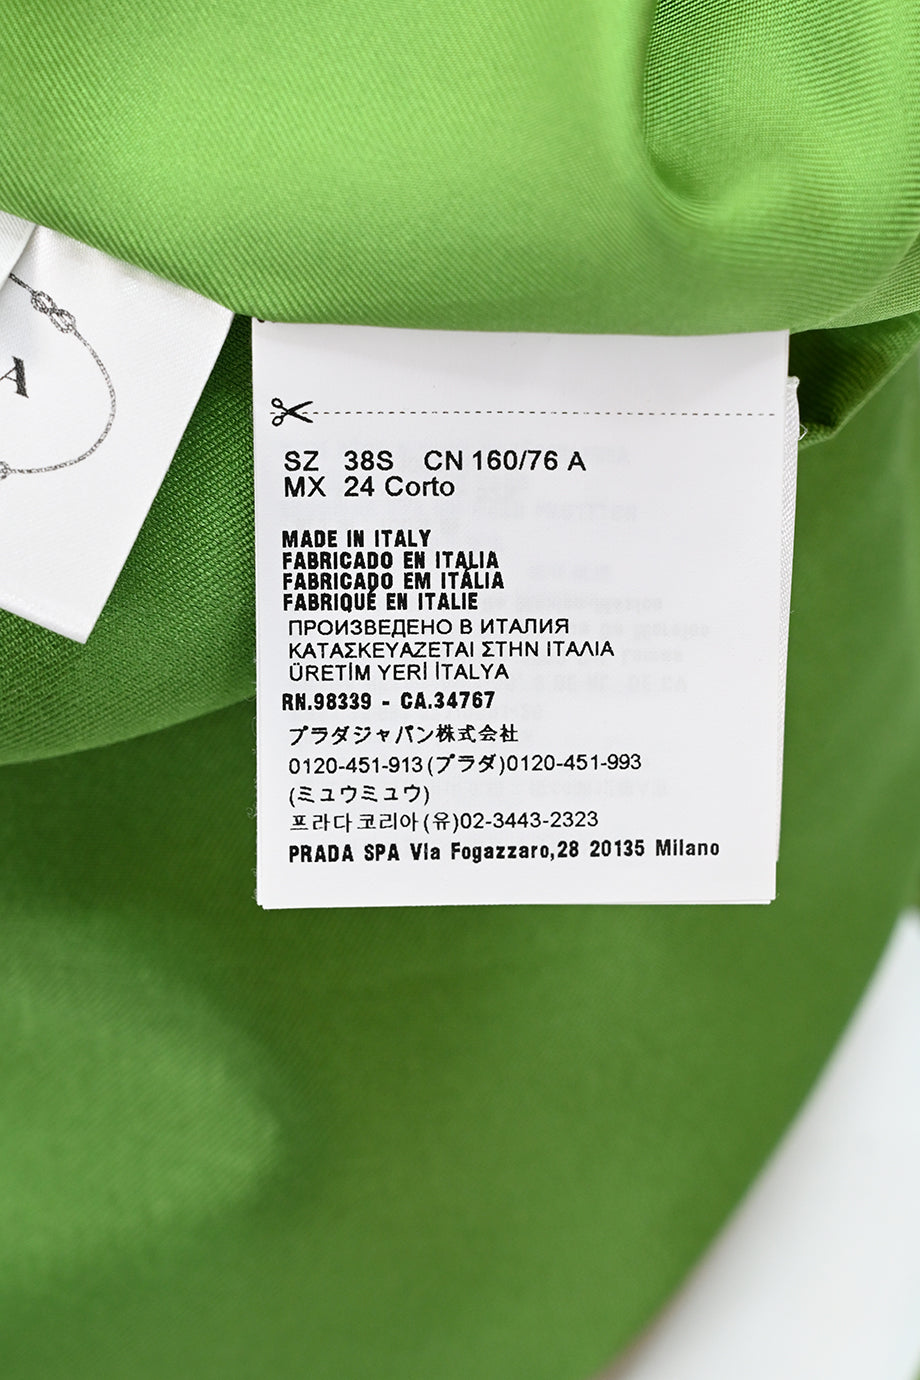 A
SZ 38S CN 160/76 A
MX 24 Corto
MADE IN ITALY
FABRICADO EN ITALIA
FABRICADO EM ITÁLIA
FABRIQUÉ EN ITALIE
ПРОИЗВЕДЕНО В ИТАЛИЯ
ΚΑΤΑΣΚΕΥΑΖΕΤΑΙ ΣΤΗΝ ΙΤΑΛΙΑ
ÜRETİM YERİ İTALYA
RN.98339 - CA.34767
プラダジャパン株式会社
0120-451-913(プラダ)0120-451-993
(ミュウミュウ)
프라다코리아(유)02-3443-2323
PRADA SPA Via Fogazzaro,28 20135 Milano